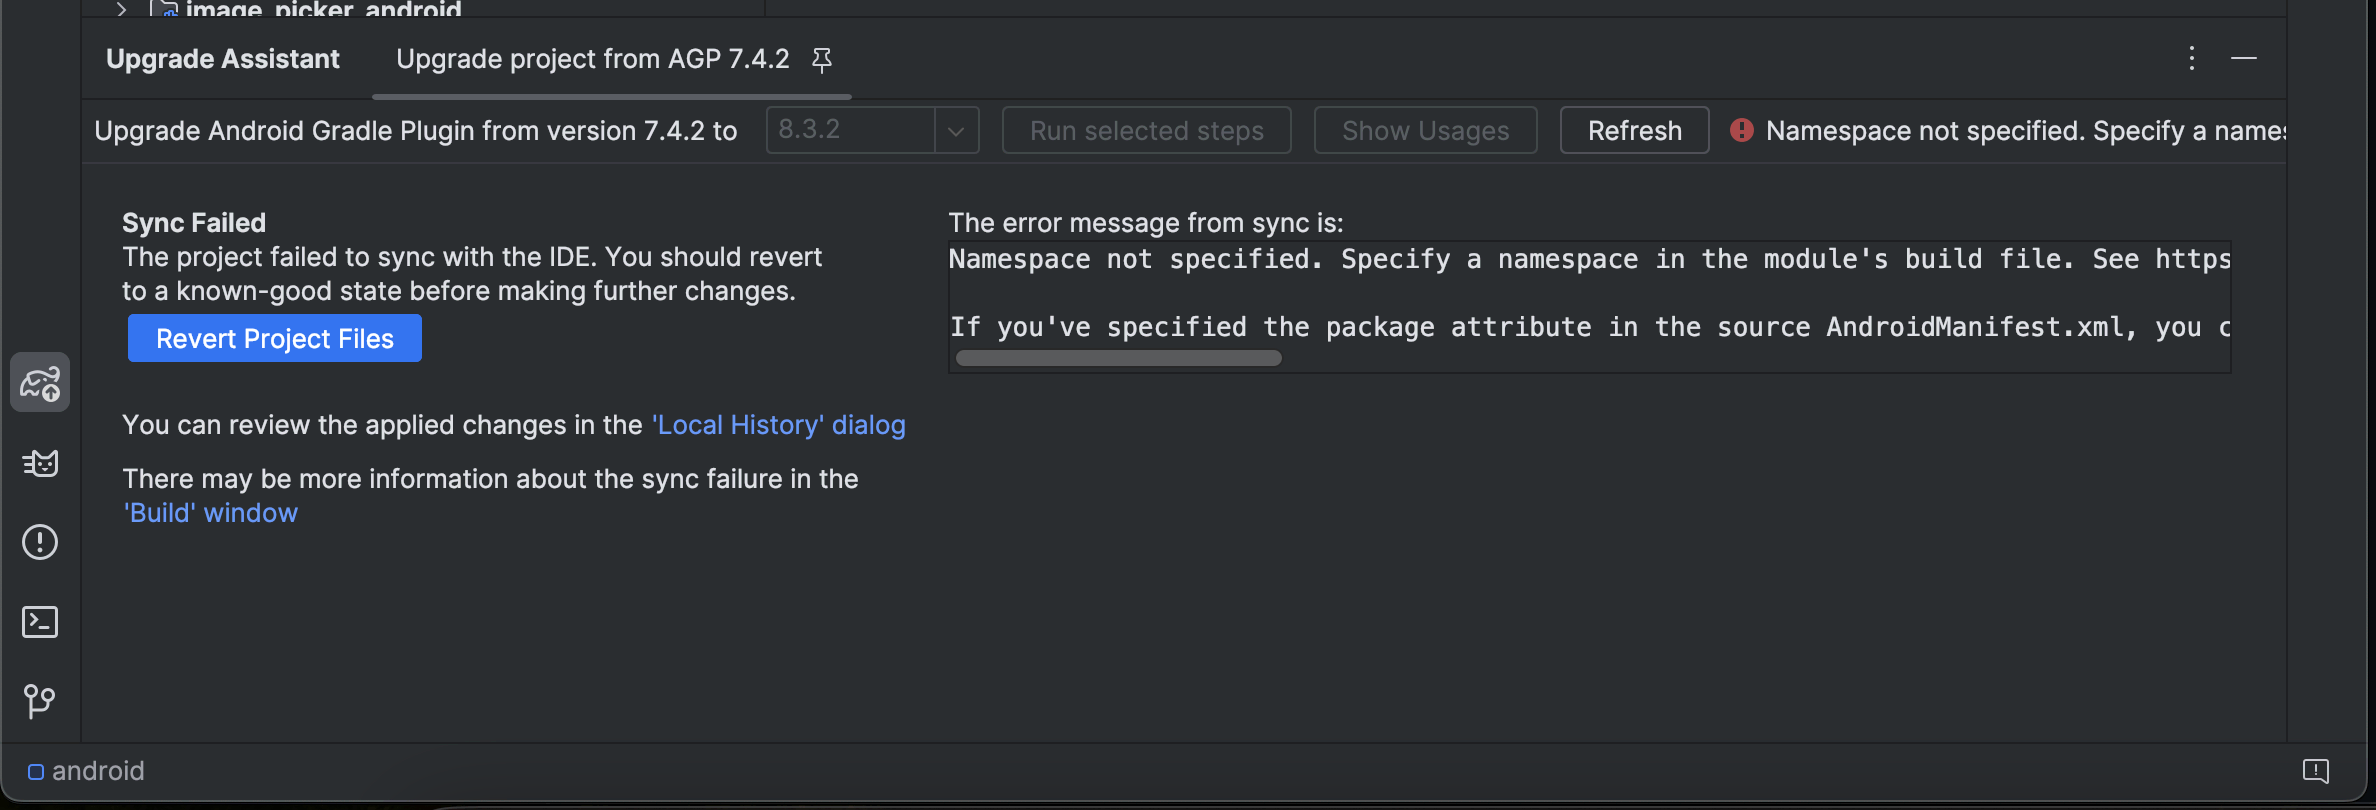 image_picker_android
Upgrade Assistant
Upgrade project from AGP 7.4.2
Upgrade Android Gradle Plugin from version 7.4.2 to
8.3.2
Run selected steps
Show Usages
Refresh
Namespace not specified. Specify a names
Sync Failed
The project failed to sync with the IDE. You should revert
to a known-good state before making further changes.
Revert Project Files
You can review the applied changes in the 'Local History' dialog
There may be more information about the sync failure in the
'Build' window
The error message from sync is:
Namespace not specified. Specify a namespace in the module's build file. See https
If you've specified the package attribute in the source AndroidManifest.xml, you c
android